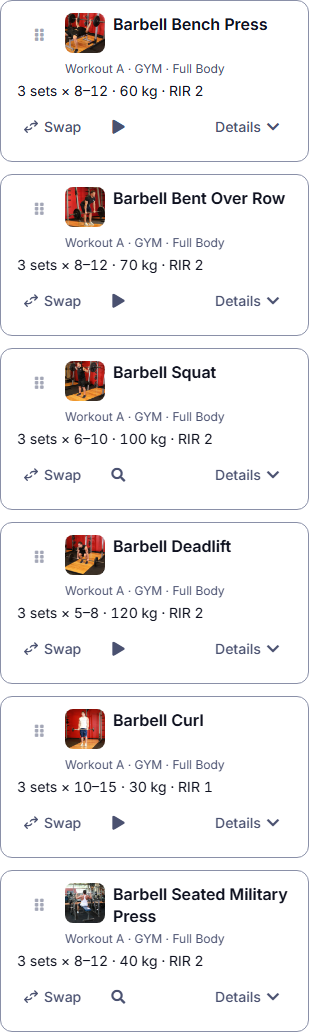 Barbell Bench Press
Workout A · GYM · Full Body
3 sets × 8–12 · 60 kg · RIR 2
Swap Details
Barbell Bent Over Row
Workout A · GYM · Full Body
3 sets × 8–12 · 70 kg · RIR 2
Swap Details
Barbell Squat
Workout A · GYM · Full Body
3 sets × 6–10 · 100 kg · RIR 2
Swap Details
Barbell Deadlift
Workout A · GYM · Full Body
3 sets × 5–8 · 120 kg · RIR 2
Swap Details
Barbell Curl
Workout A · GYM · Full Body
3 sets × 10–15 · 30 kg · RIR 1
Swap Details
Barbell Seated Military
Press
Workout A · GYM · Full Body
3 sets × 8–12 · 40 kg · RIR 2
Swap Details